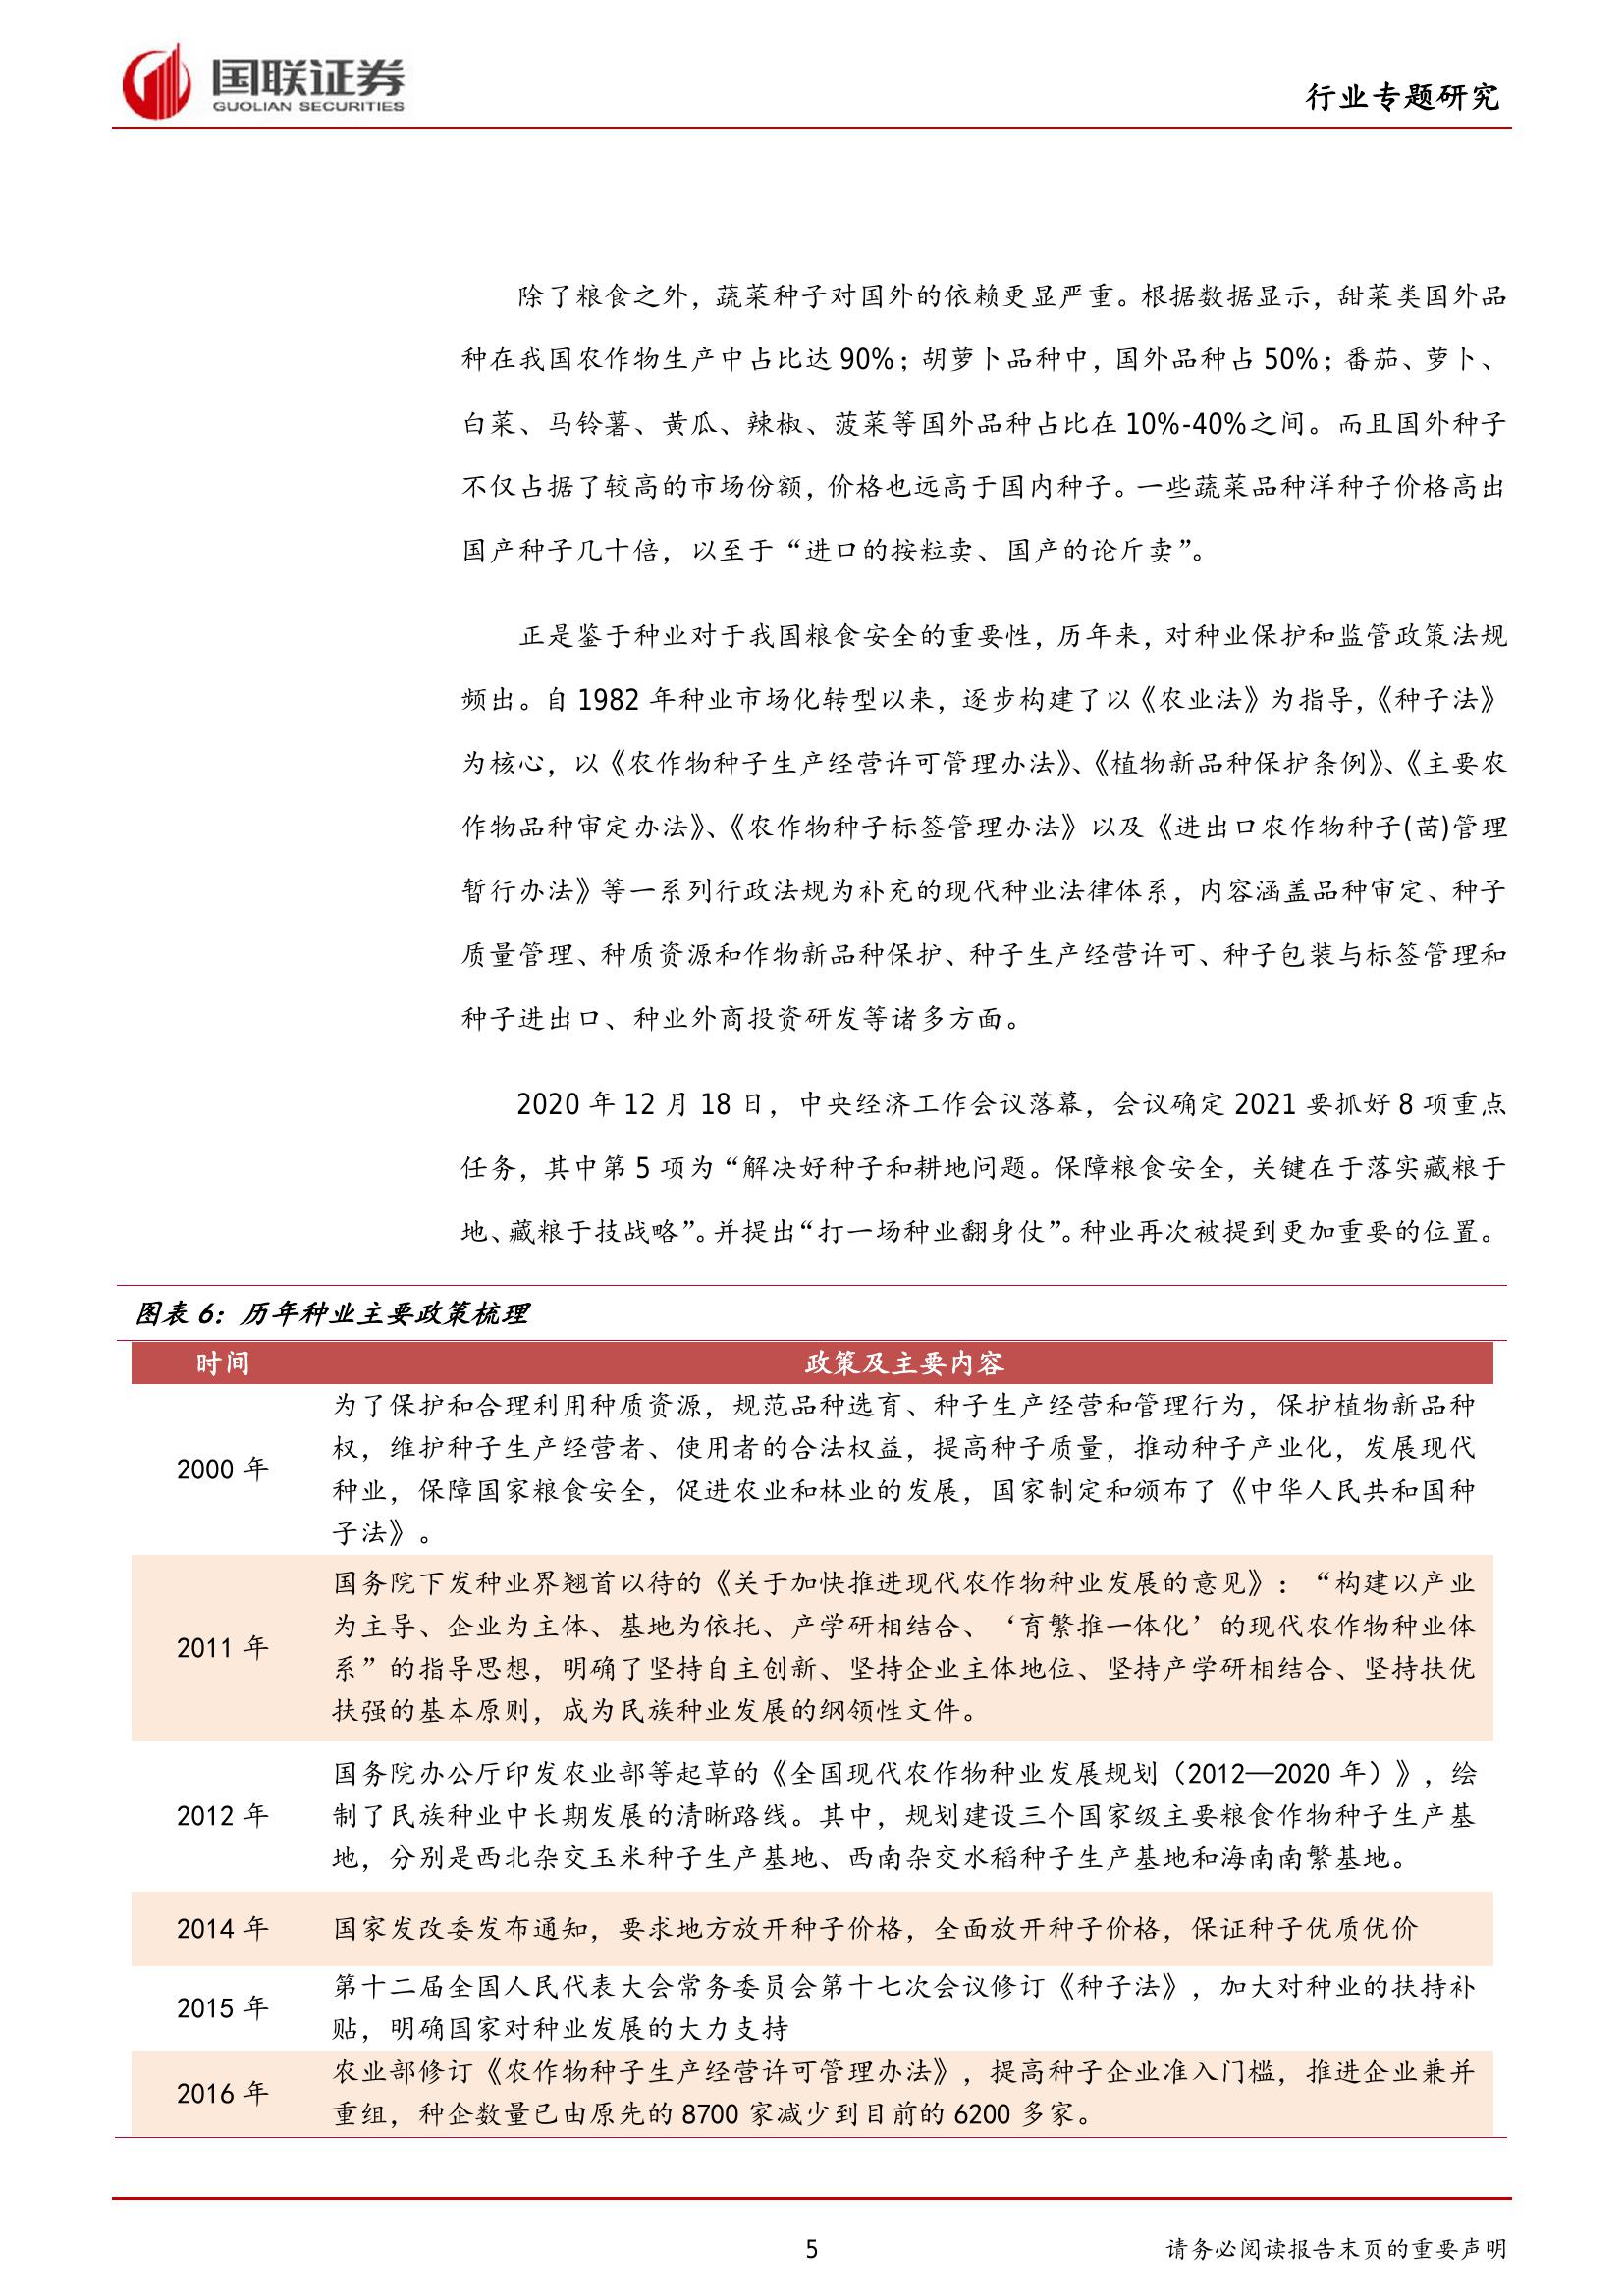 国联证券
GUOLIAN SECURITIES
行业专题研究
除了粮食之外，蔬菜种子对国外的依赖更显严重。根据数据显示，甜菜类国外品
种在我国农作物生产中占比达 90%；胡萝卜品种中，国外品种占 50%；番茄、萝卜、
白菜、马铃薯、黄瓜、辣椒、菠菜等国外品种占比在 10%-40%之间。而且国外种子
不仅占据了较高的市场份额，价格也远高于国内种子。一些蔬菜品种洋种子价格高出
国产种子几十倍，以至于“进口的按粒卖、国产的论斤卖”。
正是鉴于种业对于我国粮食安全的重要性，历年来，对种业保护和监管政策法规
频出。自 1982 年种业市场化转型以来，逐步构建了以《农业法》为指导，《种子法》
为核心，以《农作物种子生产经营许可管理办法》、《植物新品种保护条例》、《主要农
作物品种审定办法》、《农作物种子标签管理办法》以及《进出口农作物种子(苗)管理
暂行办法》等一系列行政法规为补充的现代种业法律体系，内容涵盖品种审定、种子
质量管理、种质资源和作物新品种保护、种子生产经营许可、种子包装与标签管理和
种子进出口、种业外商投资研发等诸多方面。
2020 年 12 月 18 日，中央经济工作会议落幕，会议确定 2021 要抓好 8 项重点
任务，其中第 5 项为“解决好种子和耕地问题。保障粮食安全，关键在于落实藏粮于
地、藏粮于技战略”。并提出“打一场种业翻身仗”。种业再次被提到更加重要的位置。
图表 6：历年种业主要政策梳理
时间 政策及主要内容
2000 年
为了保护和合理利用种质资源，规范品种选育、种子生产经营和管理行为，保护植物新品种
权，维护种子生产经营者、使用者的合法权益，提高种子质量，推动种子产业化，发展现代
种业，保障国家粮食安全，促进农业和林业的发展，国家制定和颁布了《中华人民共和国种
子法》。
2011 年
国务院下发种业界翘首以待的《关于加快推进现代农作物种业发展的意见》：“构建以产业
为主导、企业为主体、基地为依托、产学研相结合、‘育繁推一体化’的现代农作物种业体
系”的指导思想，明确了坚持自主创新、坚持企业主体地位、坚持产学研相结合、坚持扶优
扶强的基本原则，成为民族种业发展的纲领性文件。
2012 年
国务院办公厅印发农业部等起草的《全国现代农作物种业发展规划（2012—2020 年）》，绘
制了民族种业中长期发展的清晰路线。其中，规划建设三个国家级主要粮食作物种子生产基
地，分别是西北杂交玉米种子生产基地、西南杂交水稻种子生产基地和海南南繁基地。
2014 年
国家发改委发布通知，要求地方放开种子价格，全面放开种子价格，保证种子优质优价
2015 年
第十二届全国人民代表大会常务委员会第十七次会议修订《种子法》，加大对种业的扶持补
贴，明确国家对种业发展的大力支持
2016 年
农业部修订《农作物种子生产经营许可管理办法》，提高种子企业准入门槛，推进企业兼并
重组，种企数量已由原先的 8700 家减少到目前的 6200 多家。
5
请务必阅读报告末页的重要声明